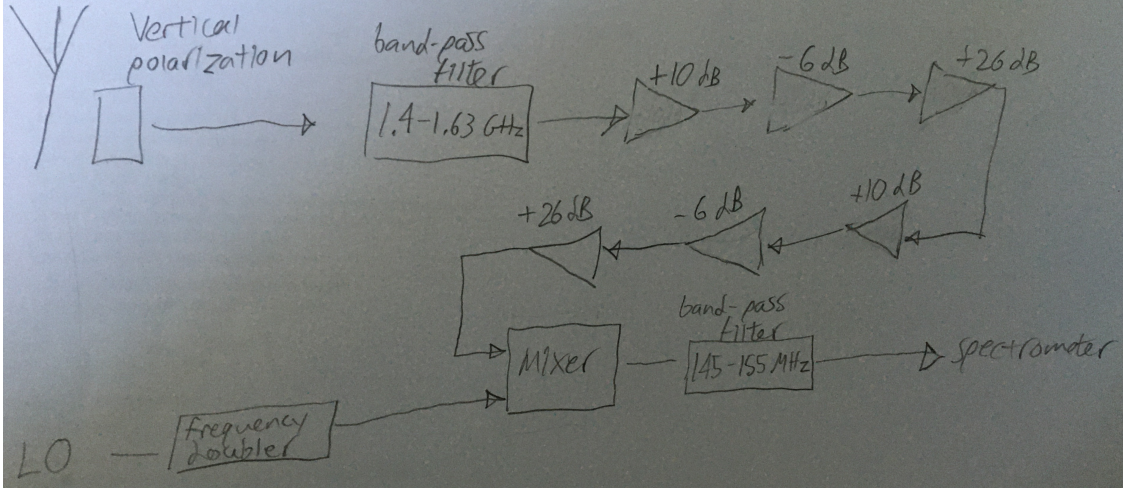 Vertical
polarization
band-pass
filter
1.4-1.63 GHz
+10 dB
-6 dB
+26 dB
+26 dB
-6 dB
+10 dB
Mixer
band-pass
filter
145-155 MHz
spectrometer
LO
frequency
doubler